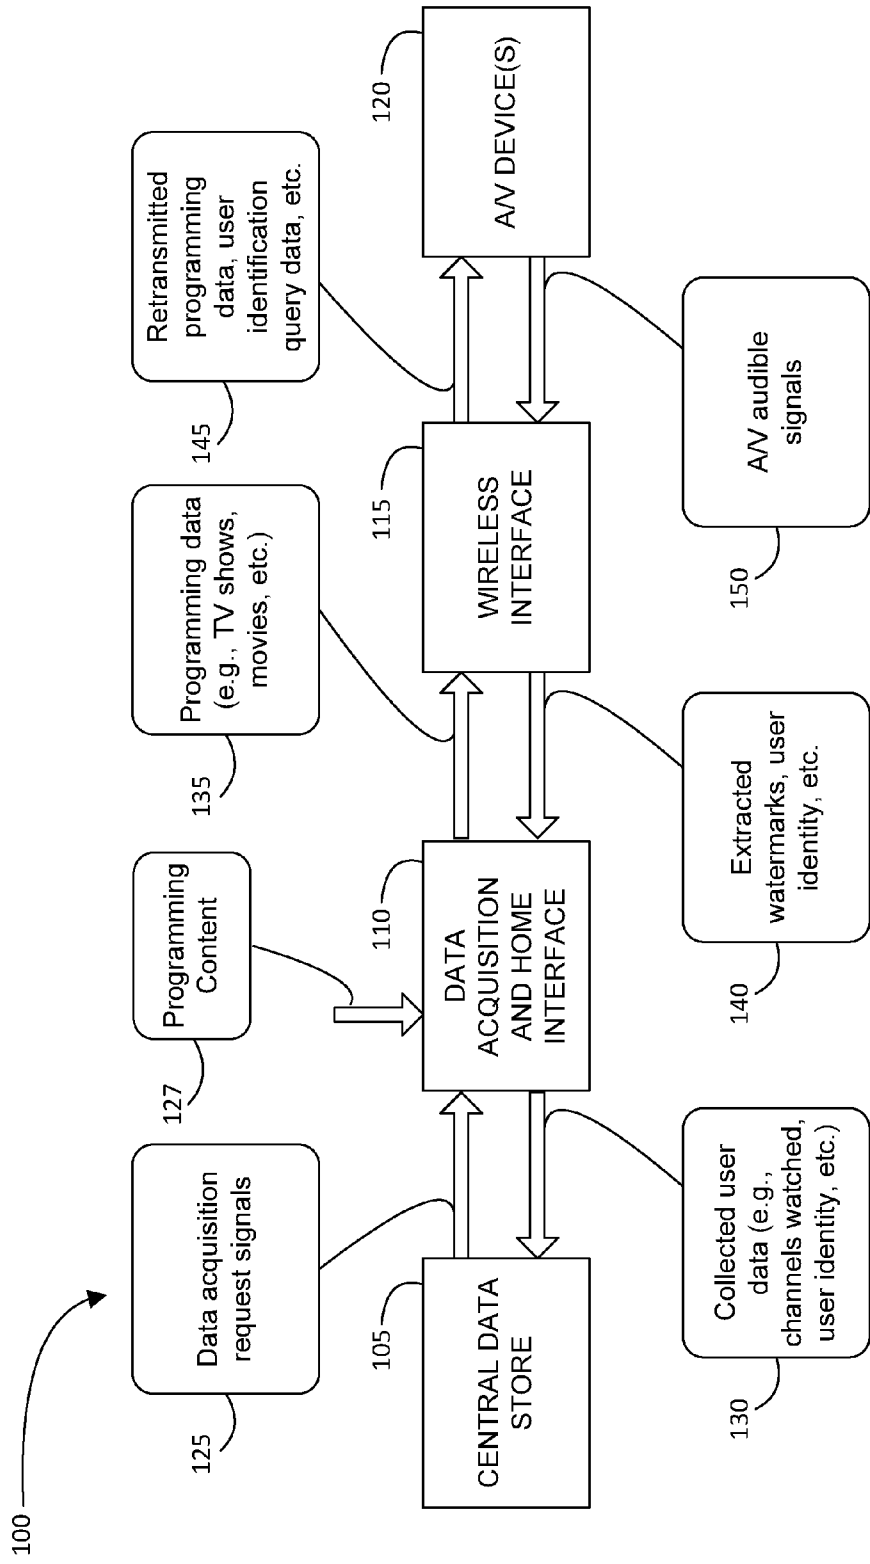 100
125
Data acquisition
request signals
127
Programming
Content
135
Programming data
(e.g., TV shows,
movies, etc.)
145
Retransmitted
programming
data, user
identification
query data, etc.
105
CENTRAL DATA
STORE
110
DATA
ACQUISITION
AND HOME
INTERFACE
115
WIRELESS
INTERFACE
120
A/V DEVICE(S)
130
Collected user
data (e.g.,
channels watched,
user identity, etc.)
140
Extracted
watermarks, user
identity, etc.
150
A/V audible
signals